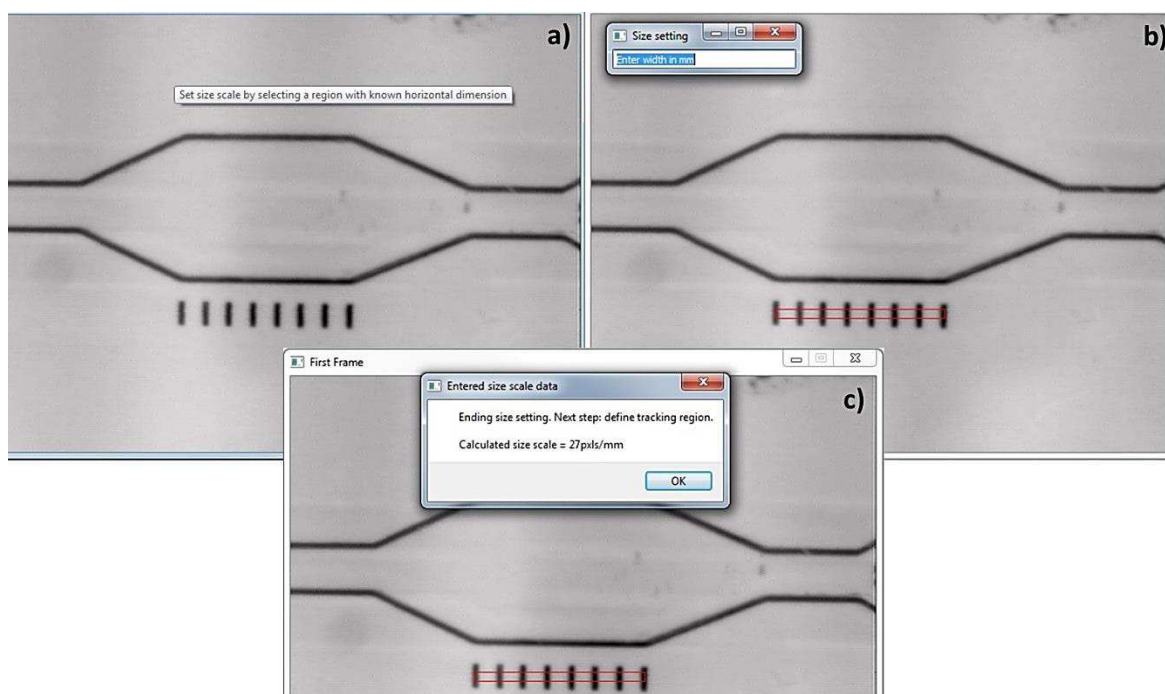 a)
Set size scale by selecting a region with known horizontal dimension
b)
Size setting
Enter width in mm
First Frame
c)
Entered size scale data
Ending size setting. Next step: define tracking region.
Calculated size scale = 27pxls/mm
OK